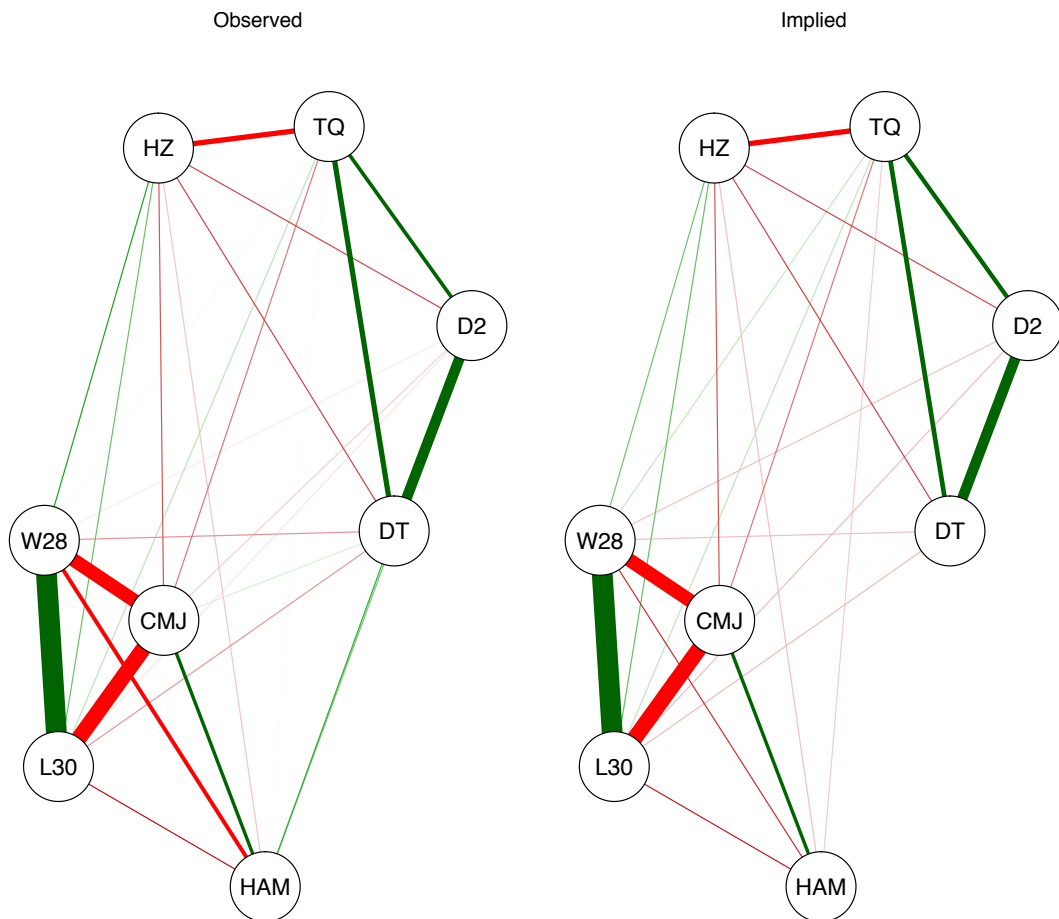 Observed
Implied
HZ
TQ
D2
DT
W28
CMJ
L30
HAM
HZ
TQ
D2
DT
W28
CMJ
L30
HAM